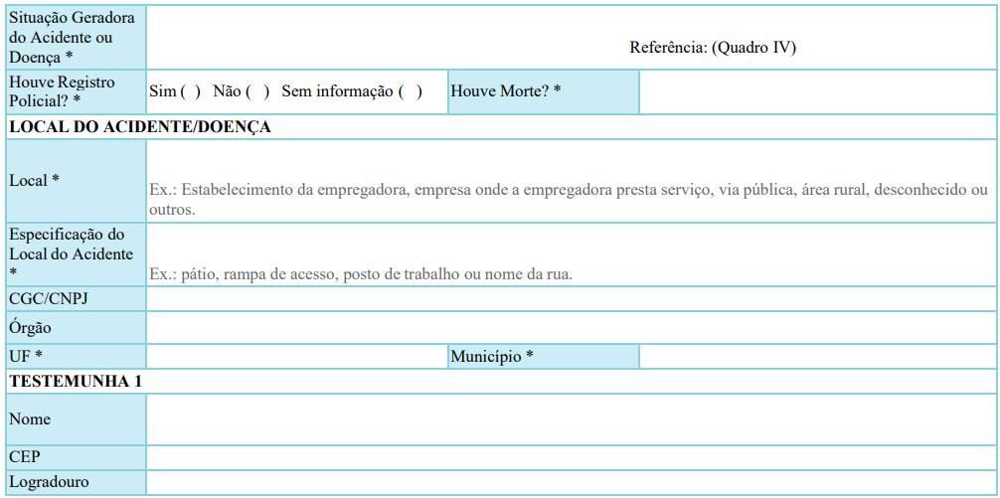 Situação Geradora
do Acidente ou
Doença *
Referência: (Quadro IV)
Houve Registro
Policial? *
Sim ( ) Não ( ) Sem informação ( )
Houve Morte? *
LOCAL DO ACIDENTE/DOENÇA
Local *
Ex.: Estabelecimento da empregadora, empresa onde a empregadora presta serviço, via pública, área rural, desconhecido ou
outros.
Especificação do
Local do Acidente
*
Ex.: pátio, rampa de acesso, posto de trabalho ou nome da rua.
CGC/CNPJ
Órgão
UF *
Município *
TESTEMUNHA 1
Nome
CEP
Logradouro